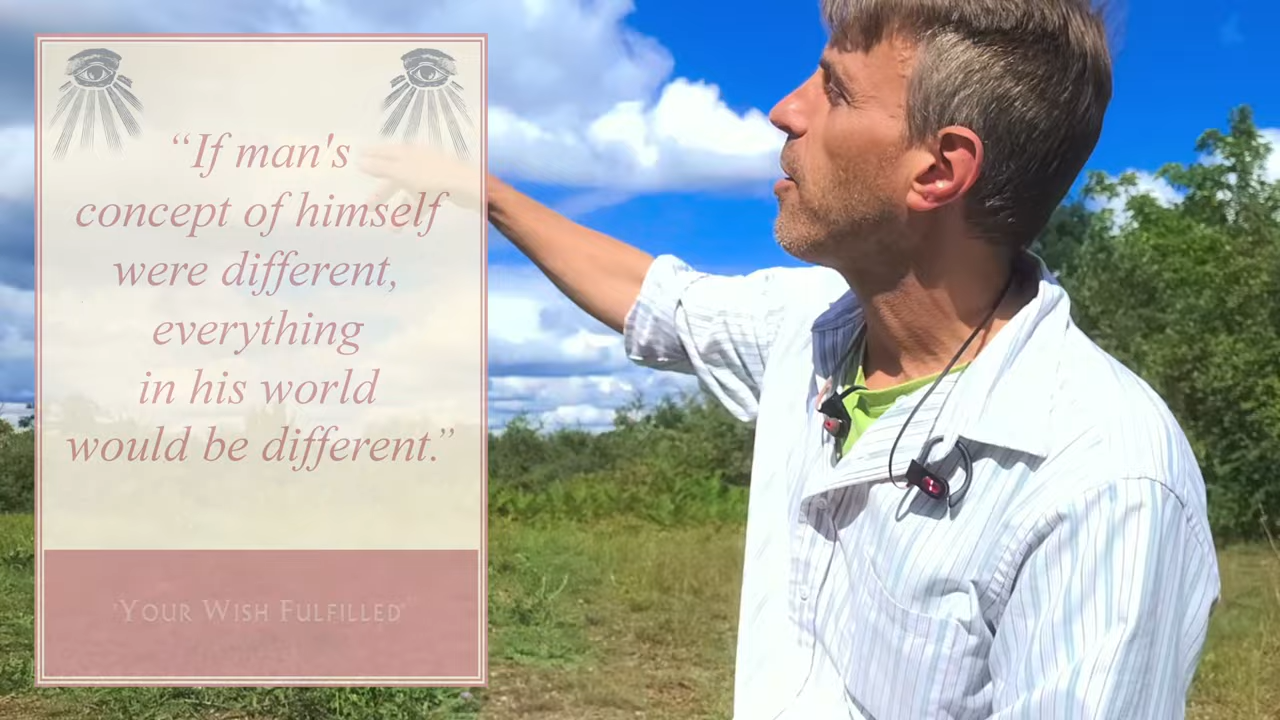 “If man's
concept of himself
were different,
everything
in his world
would be different.”
"YOUR WISH FULFILLED"